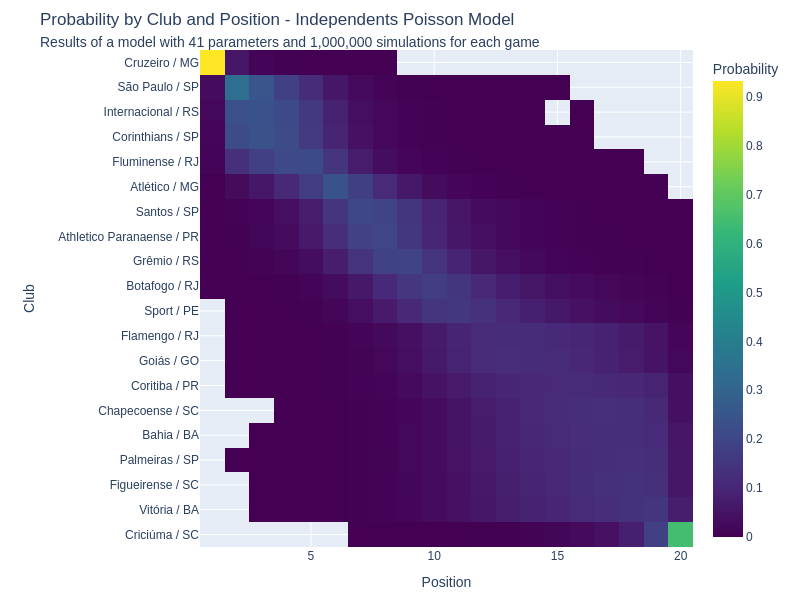 Probability by Club and Position - Independents Poisson Model
Results of a model with 41 parameters and 1,000,000 simulations for each game
Probability
Club
Cruzeiro / MG
São Paulo / SP
Internacional / RS
Corinthians / SP
Fluminense / RJ
Atlético / MG
Santos / SP
Athletico Paranaense / PR
Grêmio / RS
Botafogo / RJ
Sport / PE
Flamengo / RJ
Goiás / GO
Coritiba / PR
Chapecoense / SC
Bahia / BA
Palmeiras / SP
Figueirense / SC
Vitória / BA
Criciúma / SC
0.9
0.8
0.7
0.6
0.5
0.4
0.3
0.2
0.1
0
5 10 15 20
Position